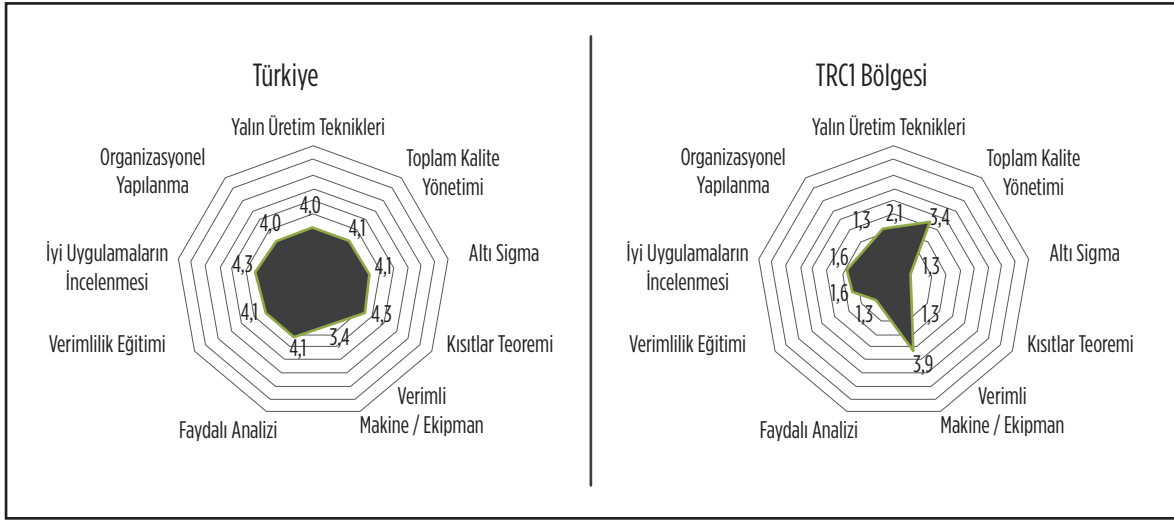 Türkiye
Yalın Üretim Teknikleri
Organizasyonel
Yapılanma
Toplam Kalite
Yönetimi
İyi Uygulamaların
İncelenmesi
Altı Sigma
Verimlilik Eğitimi
Kısıtlar Teoremi
Faydalı Analizi
Verimli
Makine / Ekipman
4,0
4,1
4,1
4,3
3,4
4,1
4,1
4,3
4,0
TRC1 Bölgesi
Yalın Üretim Teknikleri
Organizasyonel
Yapılanma
Toplam Kalite
Yönetimi
İyi Uygulamaların
İncelenmesi
Altı Sigma
Verimlilik Eğitimi
Kısıtlar Teoremi
Faydalı Analizi
Verimli
Makine / Ekipman
2,1
3,4
1,3
1,3
3,9
1,3
1,6
1,6
1,3